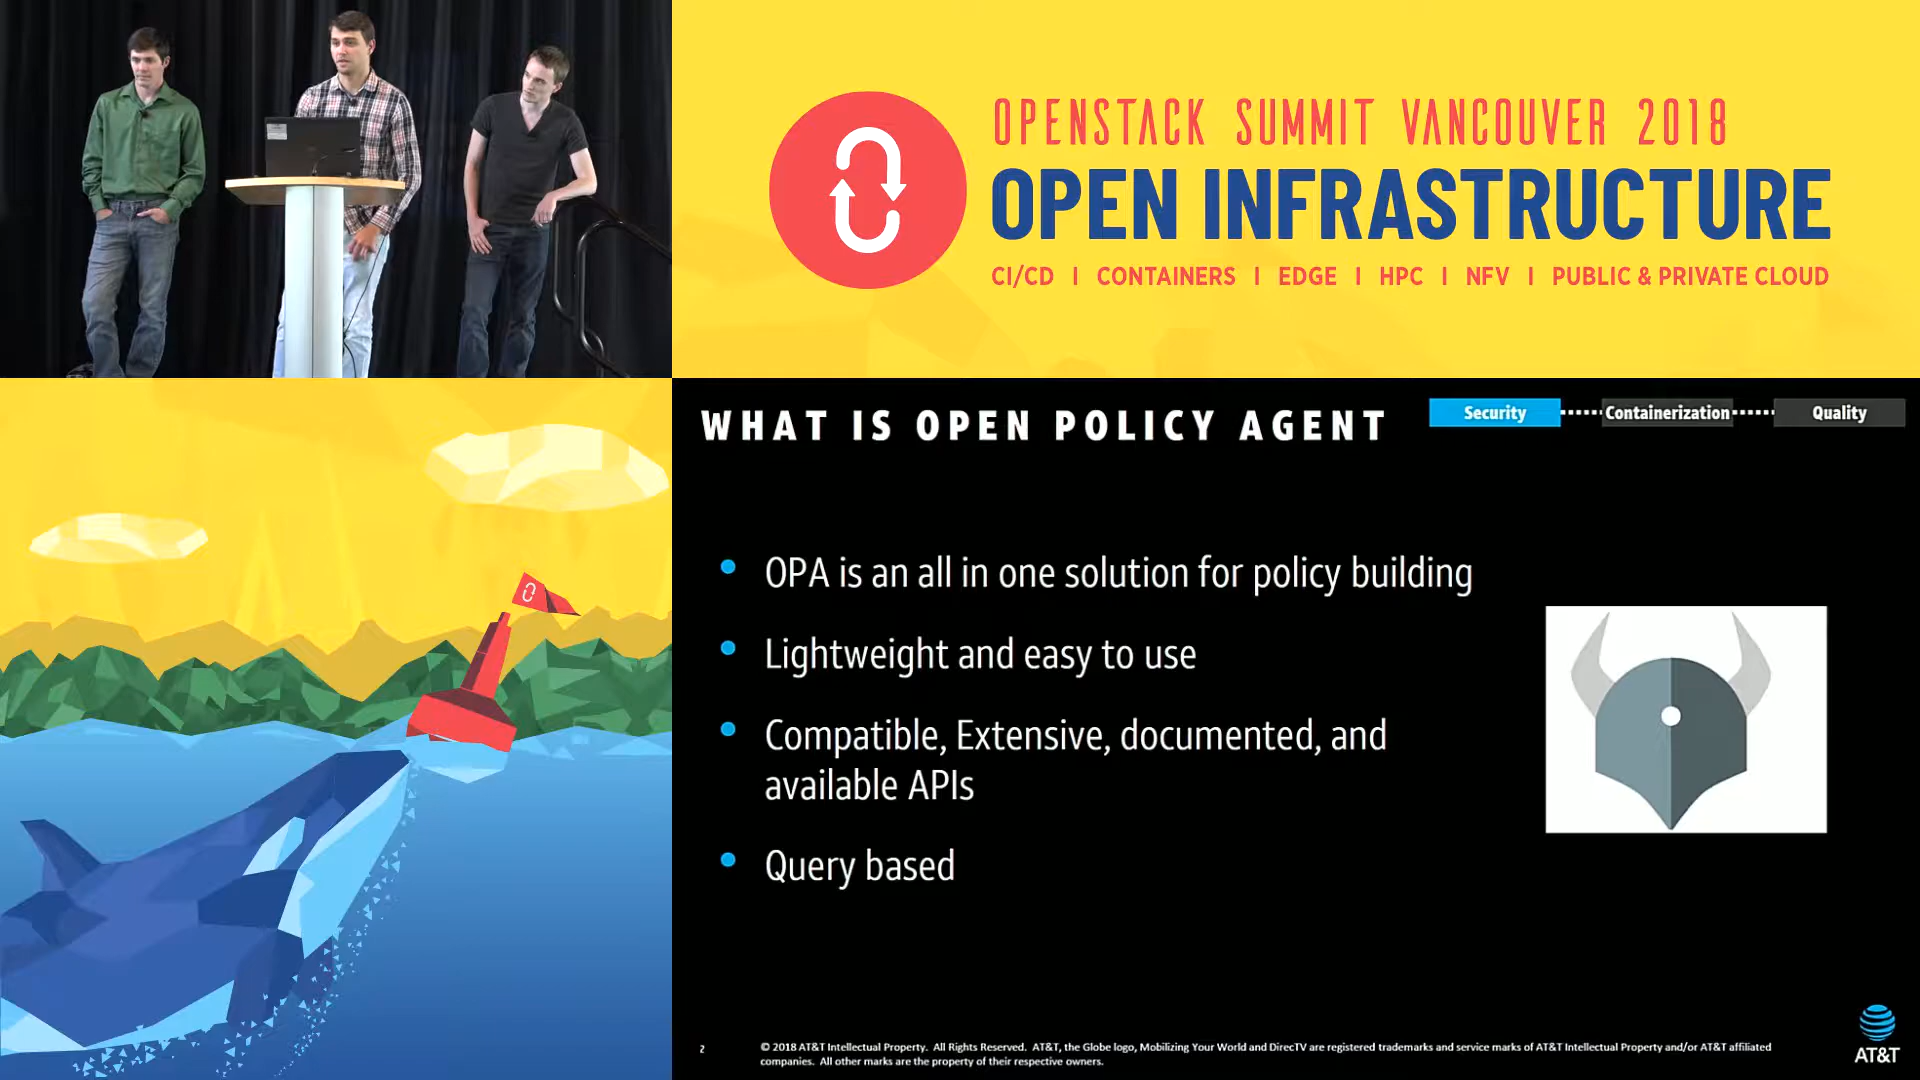 OPENSTACK SUMMIT VANCOUVER 2018
OPEN INFRASTRUCTURE
CI/CD I CONTAINERS I EDGE I HPC I NFV I PUBLIC & PRIVATE CLOUD
WHAT IS OPEN POLICY AGENT
Security
Containerization
Quality
OPA is an all in one solution for policy building
Lightweight and easy to use
Compatible, Extensive, documented, and
available APIs
Query based
2
© 2018 AT&T Intellectual Property. All Rights Reserved. AT&T, the Globe logo, Mobilizing Your World and DirecTV are registered trademarks and service marks of AT&T Intellectual Property and/or AT&T affiliated
companies. All other marks are the property of their respective owners.
AT&T